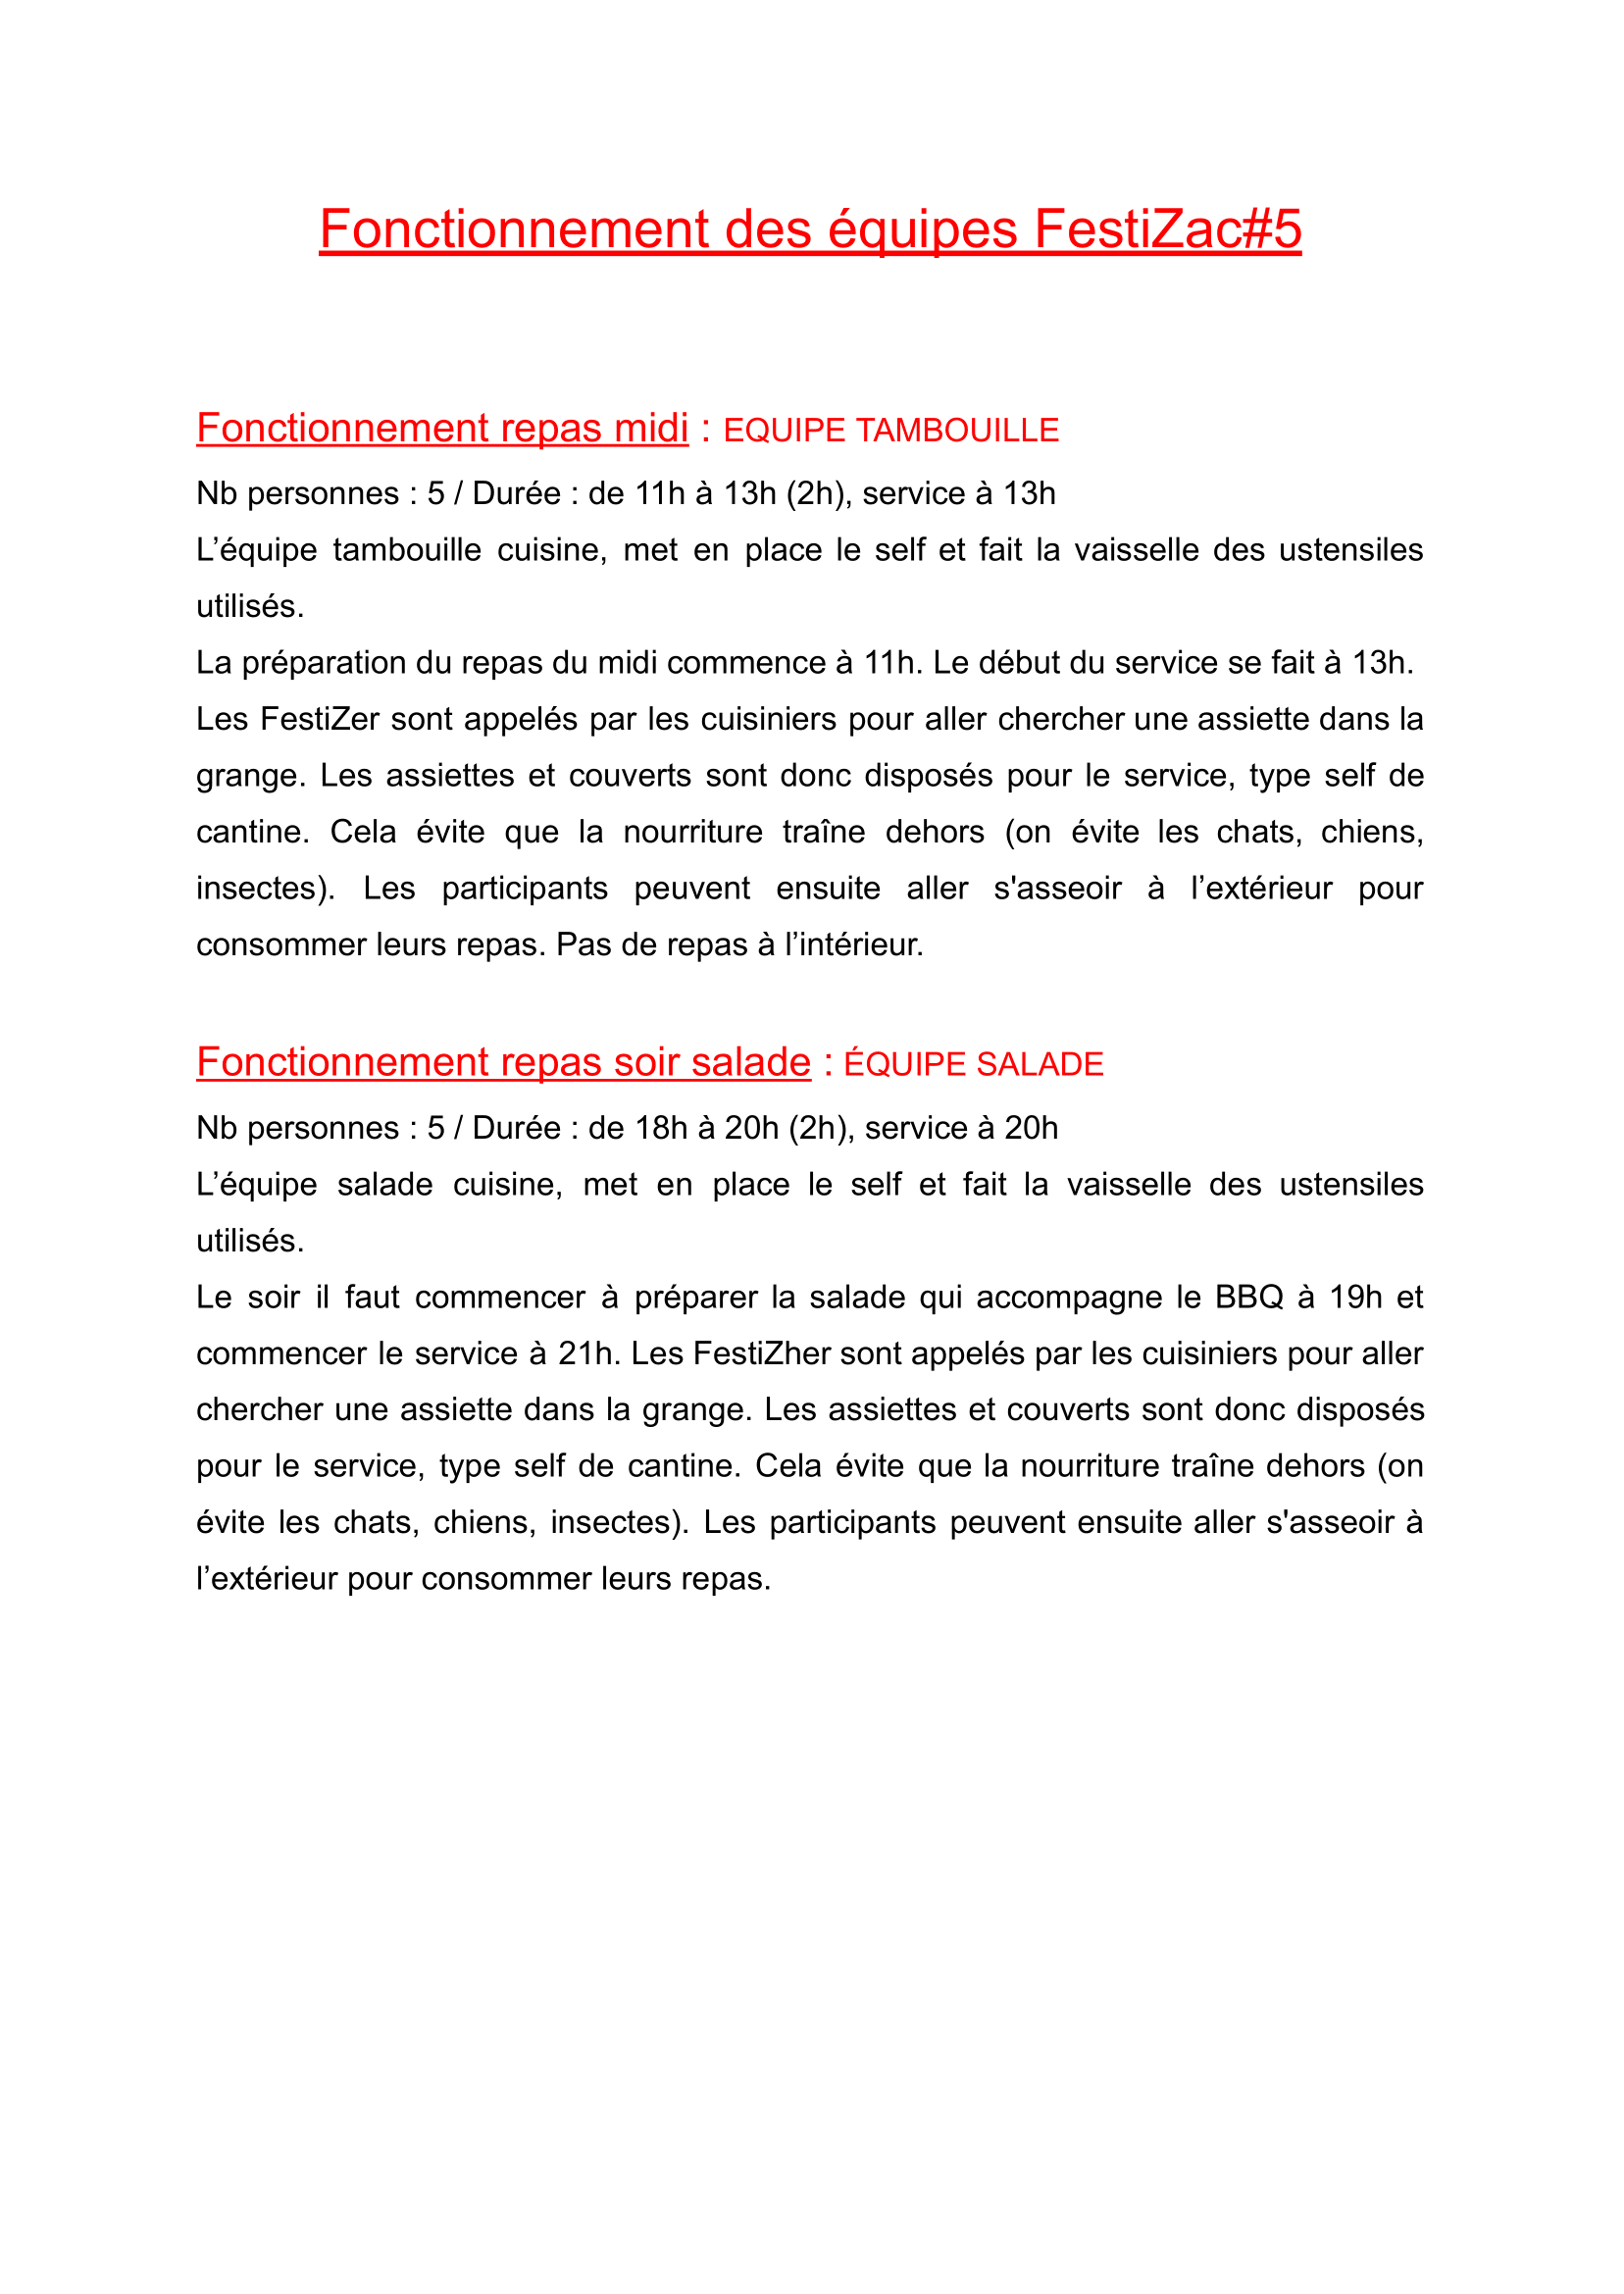 Fonctionnement des équipes FestiZac#5
Fonctionnement repas midi : EQUIPE TAMBOUILLE
Nb personnes : 5 / Durée : de 11h à 13h (2h), service à 13h
L’équipe tambouille cuisine, met en place le self et fait la vaisselle des ustensiles
utilisés.
La préparation du repas du midi commence à 11h. Le début du service se fait à 13h.
Les FestiZer sont appelés par les cuisiniers pour aller chercher une assiette dans la
grange. Les assiettes et couverts sont donc disposés pour le service, type self de
cantine. Cela évite que la nourriture traîne dehors (on évite les chats, chiens,
insectes). Les participants peuvent ensuite aller s'asseoir à l’extérieur pour
consommer leurs repas. Pas de repas à l’intérieur.
Fonctionnement repas soir salade : ÉQUIPE SALADE
Nb personnes : 5 / Durée : de 18h à 20h (2h), service à 20h
L’équipe salade cuisine, met en place le self et fait la vaisselle des ustensiles
utilisés.
Le soir il faut commencer à préparer la salade qui accompagne le BBQ à 19h et
commencer le service à 21h. Les FestiZher sont appelés par les cuisiniers pour aller
chercher une assiette dans la grange. Les assiettes et couverts sont donc disposés
pour le service, type self de cantine. Cela évite que la nourriture traîne dehors (on
évite les chats, chiens, insectes). Les participants peuvent ensuite aller s'asseoir à
l’extérieur pour consommer leurs repas.